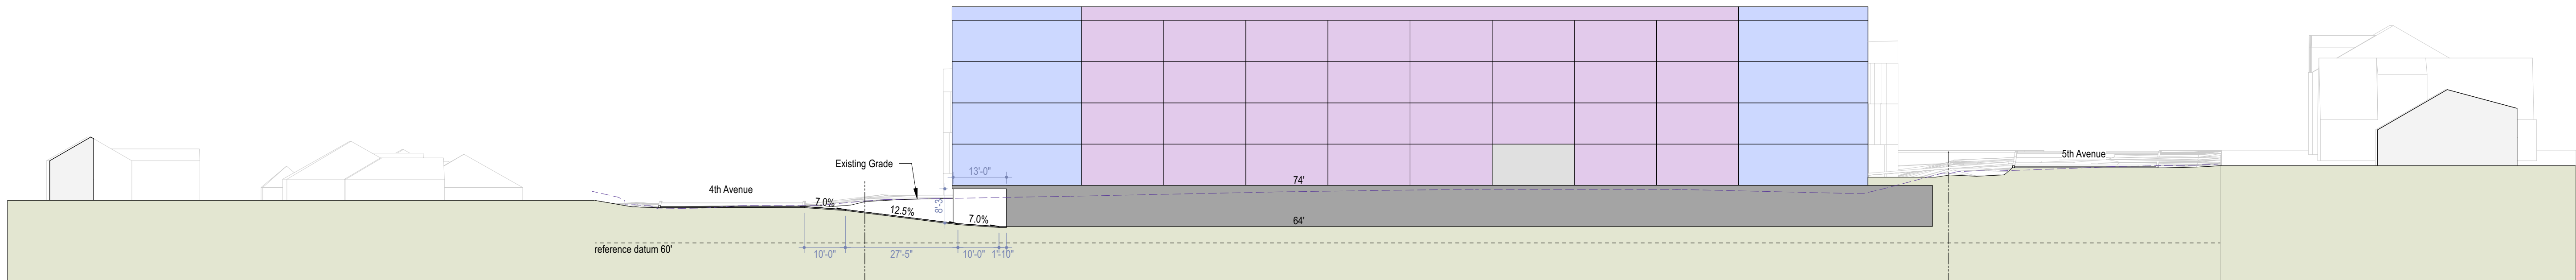 Existing Grade
13'-0"
5th Avenue
74'
4th Avenue
7.0%
12.5%
8'-3"
7.0%
64'
reference datum 60'
10'-0"
27'-5"
10'-0"
1'-10"